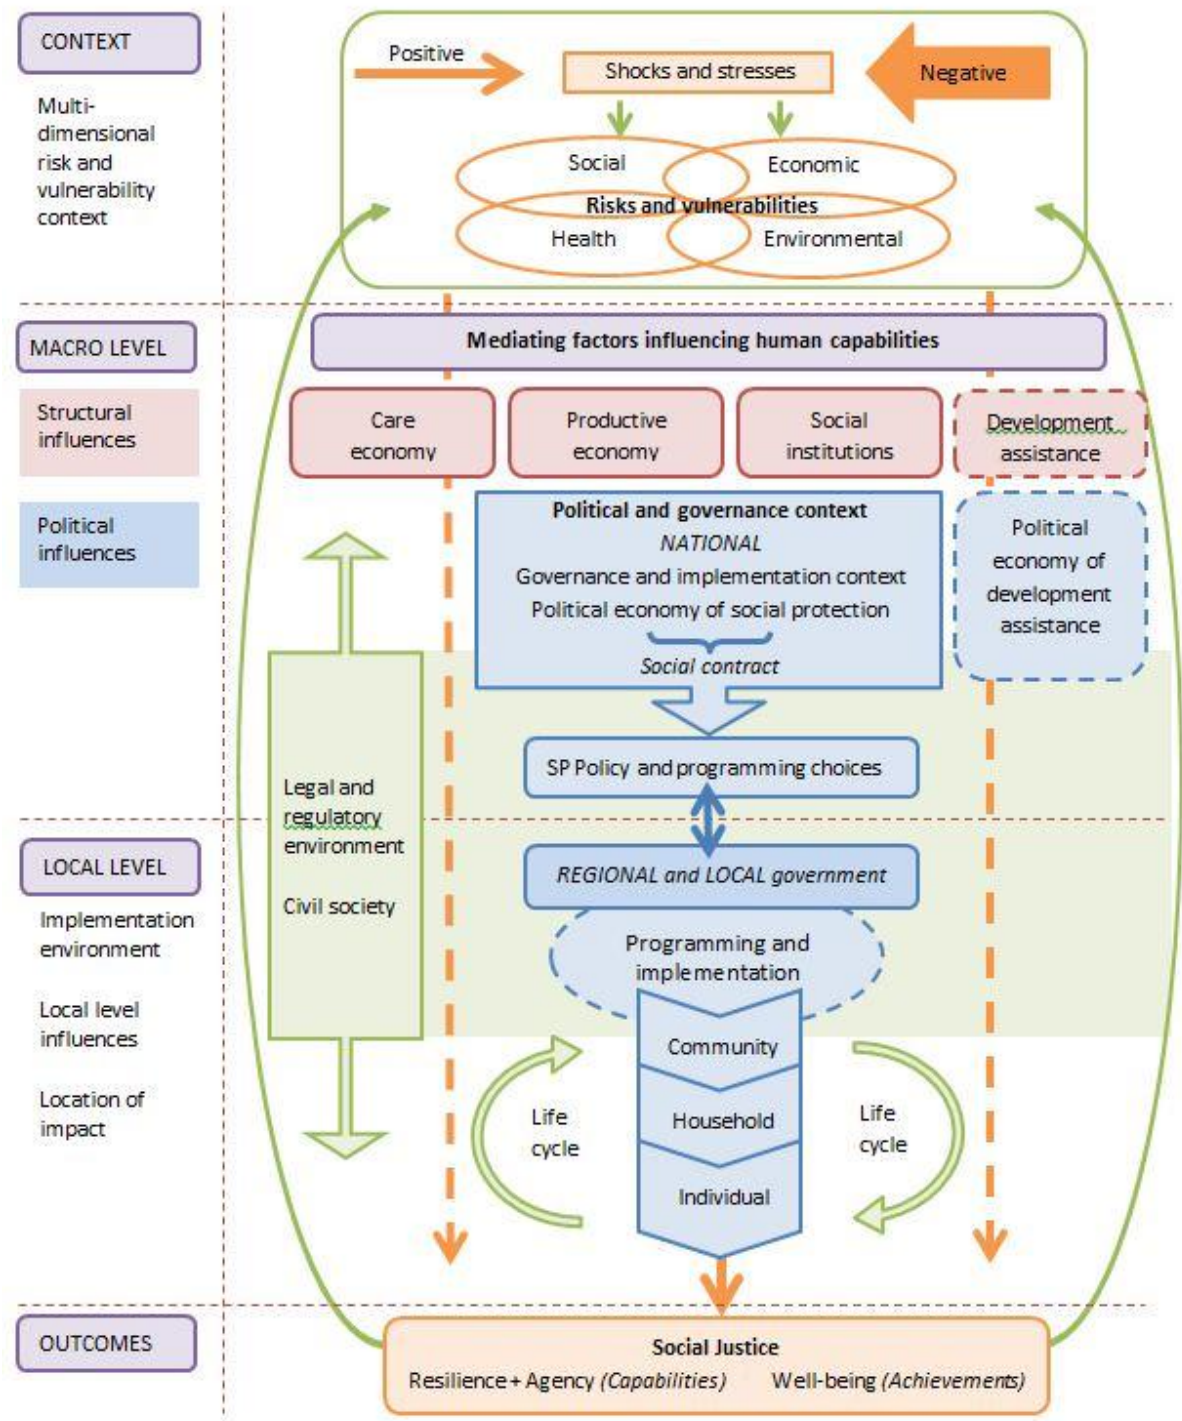 CONTEXT
Multi-
dimensional
risk and
vulnerability
context
Positive
Shocks and stresses
Negative
Social
Economic
Risks and vulnerabilities
Health
Environmental
MACRO LEVEL
Mediating factors influencing human capabilities
Structural
influences
Care
economy
Productive
economy
Social
institutions
Development
assistance
Political
influences
Political and governance context
NATIONAL
Governance and implementation context
Political economy of social protection
Social contract
Political
economy of
development
assistance
SP Policy and programming choices
Legal and
regulatory
environment
Civil society
LOCAL LEVEL
Implementation
environment
Local level
influences
Location of
impact
REGIONAL and LOCAL government
Programming and
implementation
Community
Household
Individual
Life
cycle
Life
cycle
OUTCOMES
Social Justice
Resilience + Agency (Capabilities)
Well-being (Achievements)